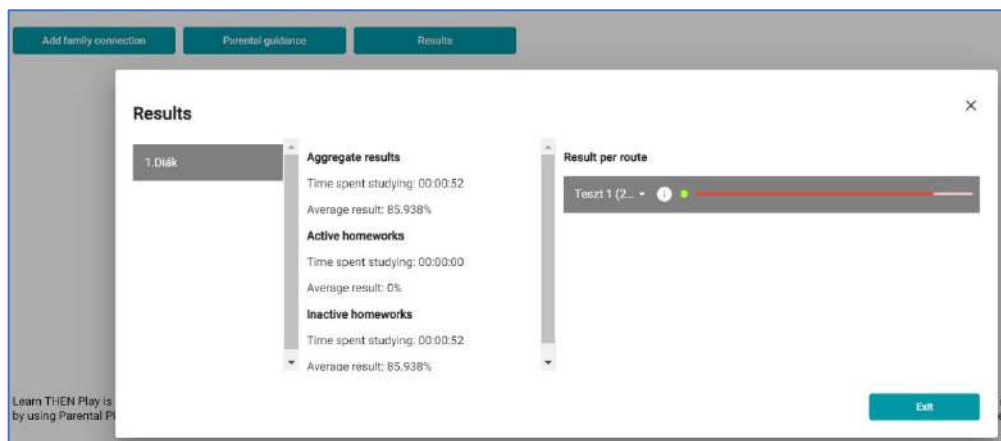 Add family connection
Parental guidance
Results
Results
1.Diák
Aggregate results
Time spent studying: 00:00:52
Average result: 85.938%
Active homeworks
Time spent studying: 00:00:00
Average result: 0%
Inactive homeworks
Time spent studying: 00:00:52
Average result: 85.938%
Result per route
Teszt 1 (2...
Exit
Learn THEN Play is
by using Parental Pl